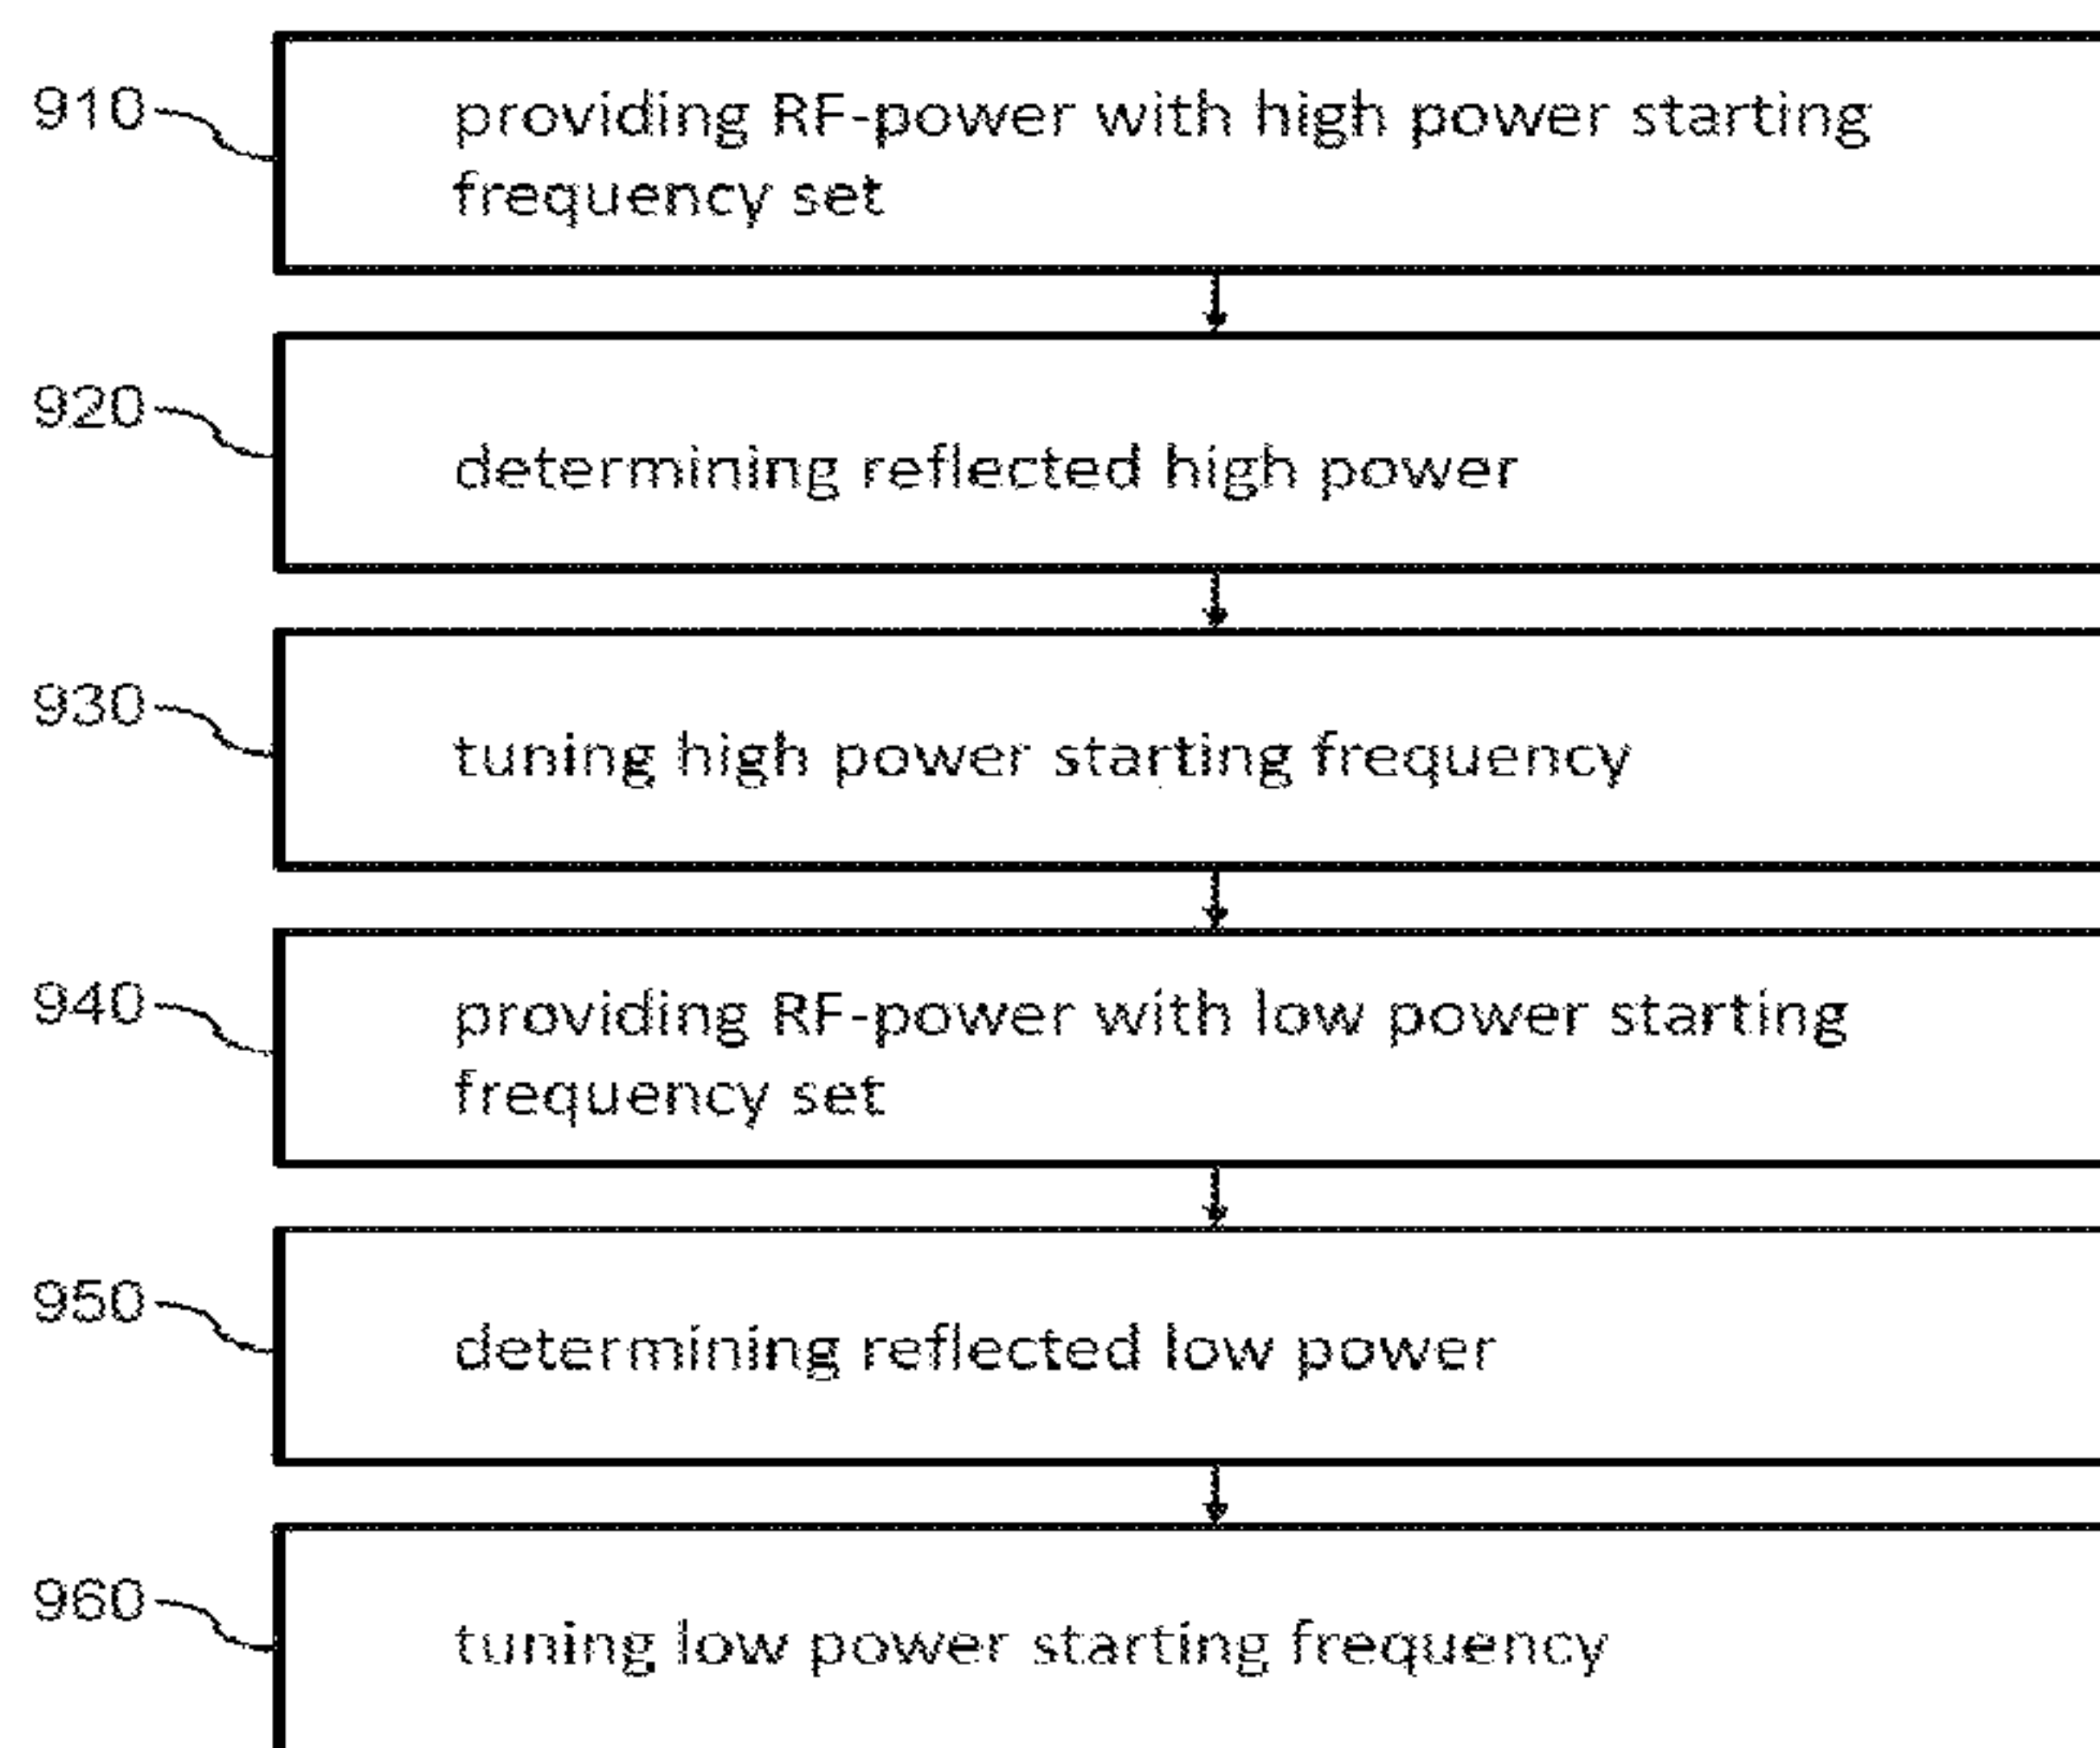 910
providing RF-power with high power starting
frequency set
920
determining reflected high power
930
tuning high power starting frequency
940
providing RF-power with low power starting
frequency set
950
determining reflected low power
960
tuning low power starting frequency